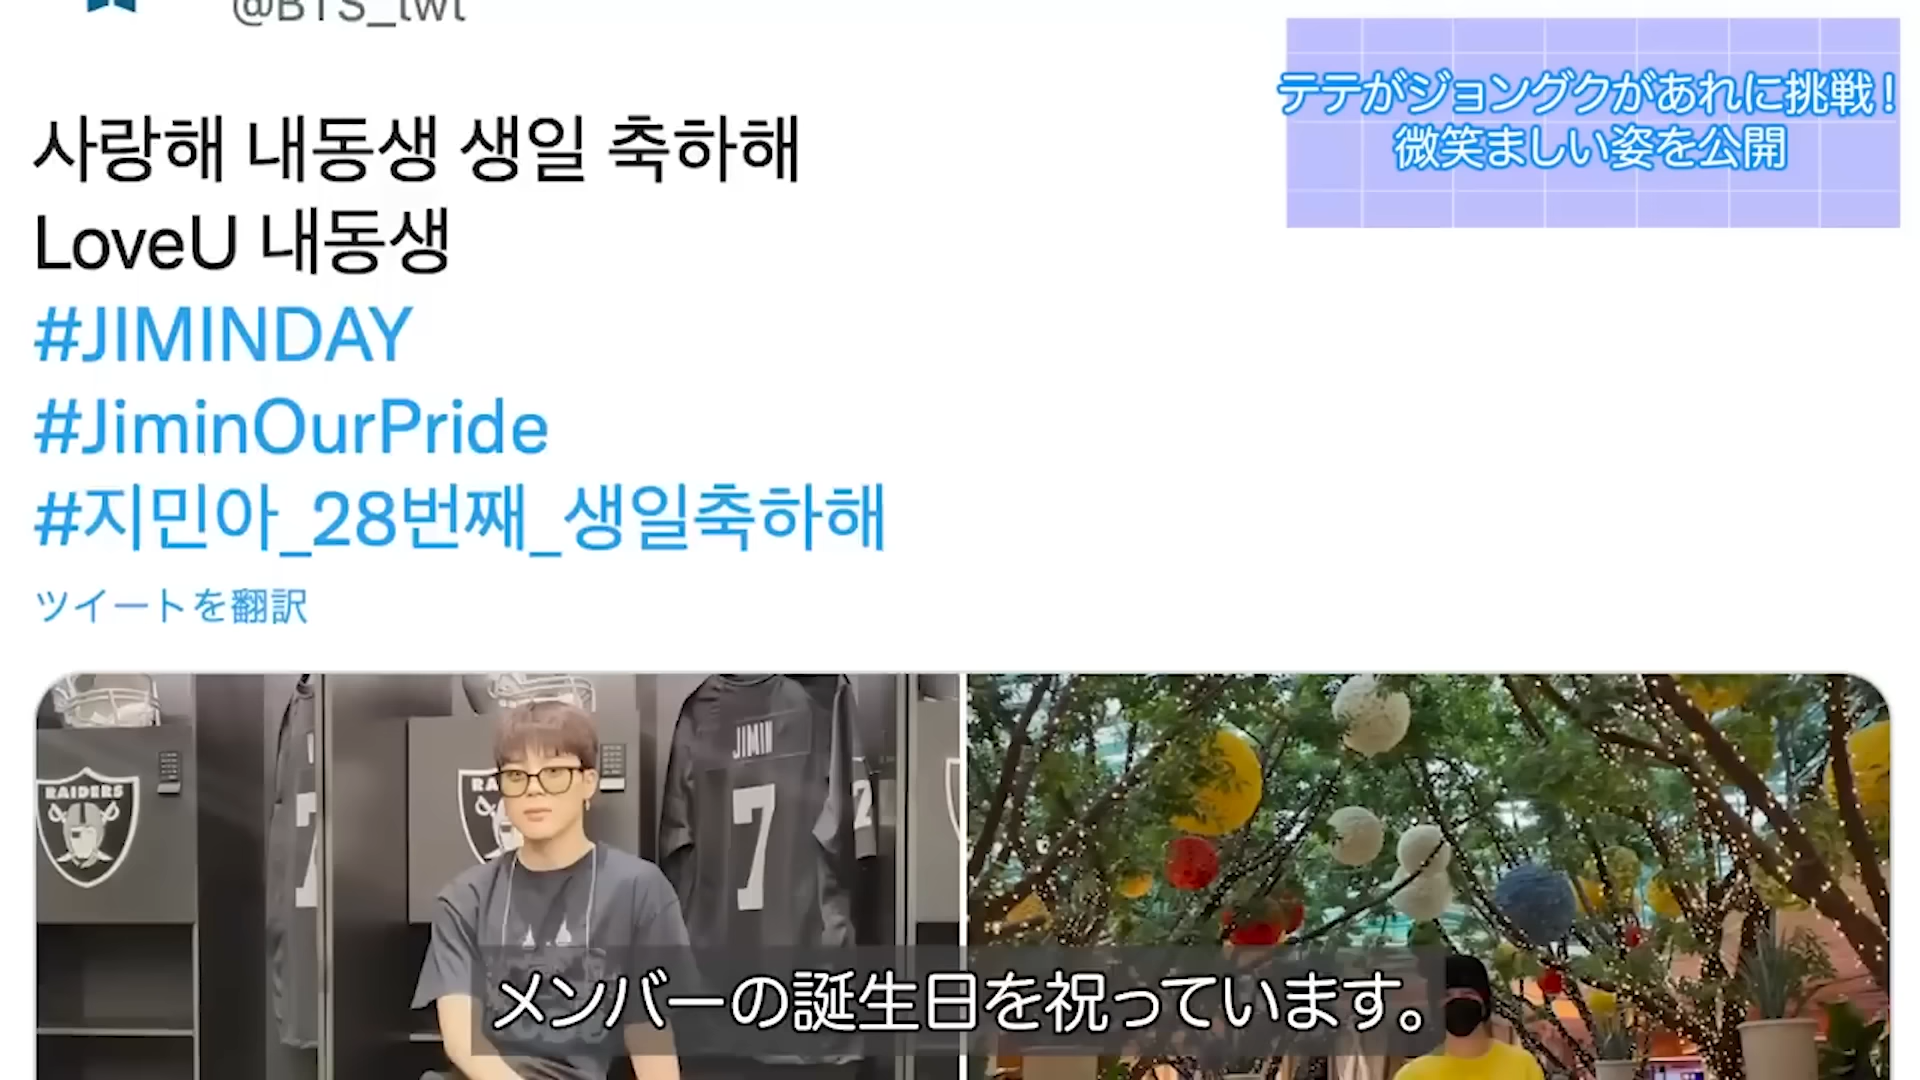 @BTS_twt
テテがジョングクがあれに挑戦!
微笑ましい姿を公開
사랑해 내동생 생일 축하해
LoveU 내동생
#JIMINDAY
#JiminOurPride
#지민아_28번째_생일축하해
ツイートを翻訳
RAIDERS
JIMIN
7
7
2
RA
メンバーの誕生日を祝っています。